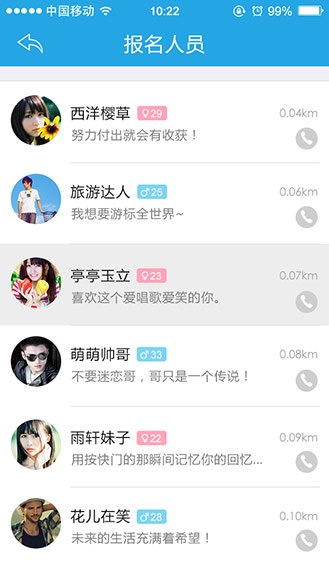 中国移动 10:22 99%
报名人员
西洋樱草 ♀29 0.04km
努力付出就会有收获！
旅游达人 ♂25 0.06km
我想要游标全世界~
亭亭玉立 ♀23 0.07km
喜欢这个爱唱歌爱笑的你。
萌萌帅哥 ♂33 0.08km
不要迷恋哥，哥只是一个传说！
雨轩妹子 ♀22 0.09km
用按快门的那瞬间记忆你的回忆...
花儿在笑 ♂28 0.10km
未来的生活充满着希望！